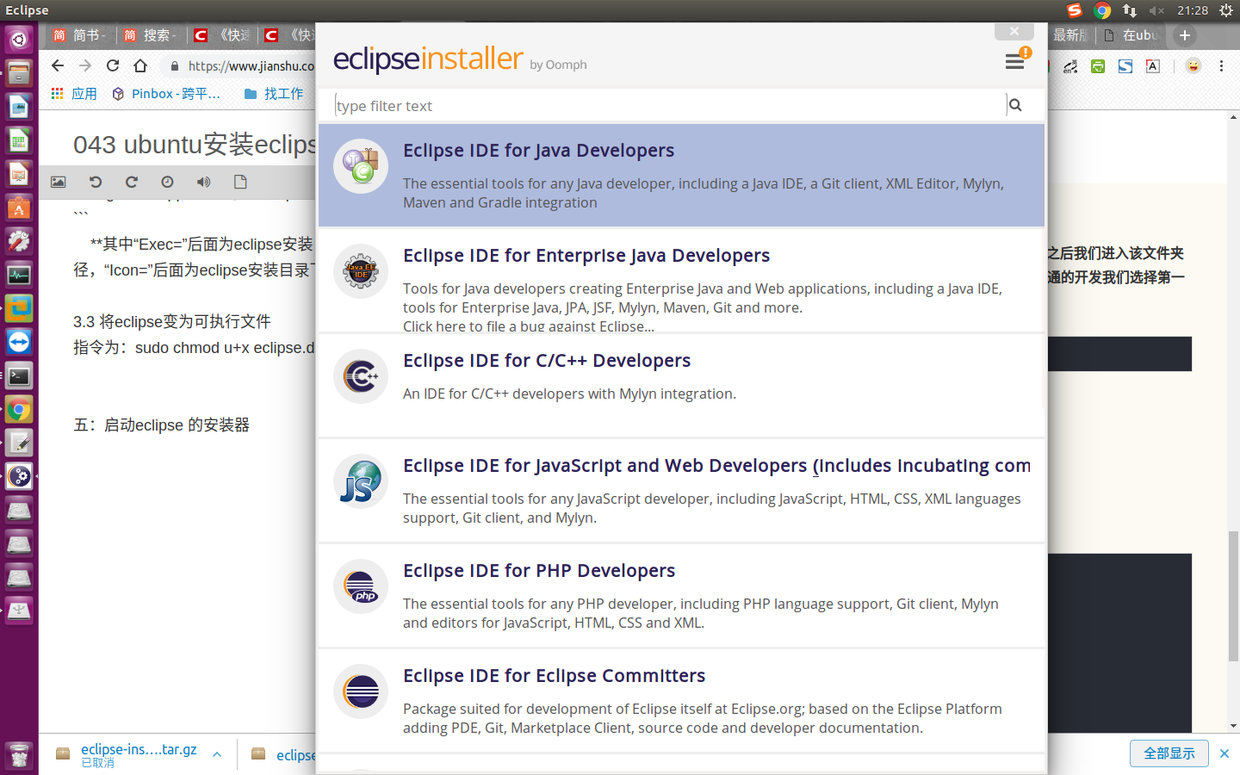 Eclipse
21:28
简书
搜索
《快速
《快
最新版
在ubu
https://www.jianshu.co
应用
Pinbox - 跨平…
找工作
eclipse installer by Oomph
type filter text
043 ubuntu安装eclips
```
**其中“Exec=”后面为eclipse安装
径，“Icon=”后面为eclipse安装目录下
3.3 将eclipse变为可执行文件
指令为：sudo chmod u+x eclipse.d
五：启动eclipse 的安装器
Eclipse IDE for Java Developers
The essential tools for any Java developer, including a Java IDE, a Git client, XML Editor, Mylyn,
Maven and Gradle integration
Eclipse IDE for Enterprise Java Developers
Tools for Java developers creating Enterprise Java and Web applications, including a Java IDE,
tools for Enterprise Java, JPA, JSF, Mylyn, Maven, Git and more.
Click here to file a bug against Eclipse...
Eclipse IDE for C/C++ Developers
An IDE for C/C++ developers with Mylyn integration.
Eclipse IDE for JavaScript and Web Developers (includes Incubating com
The essential tools for any JavaScript developer, including JavaScript, HTML, CSS, XML languages
support, Git client, and Mylyn.
Eclipse IDE for PHP Developers
The essential tools for any PHP developer, including PHP language support, Git client, Mylyn
and editors for JavaScript, HTML, CSS and XML.
Eclipse IDE for Eclipse Committers
Package suited for development of Eclipse itself at Eclipse.org; based on the Eclipse Platform
adding PDE, Git, Marketplace Client, source code and developer documentation.
之后我们进入该文件夹
通的开发我们选择第一
eclipse-ins....tar.gz
已取消
eclipse
全部显示